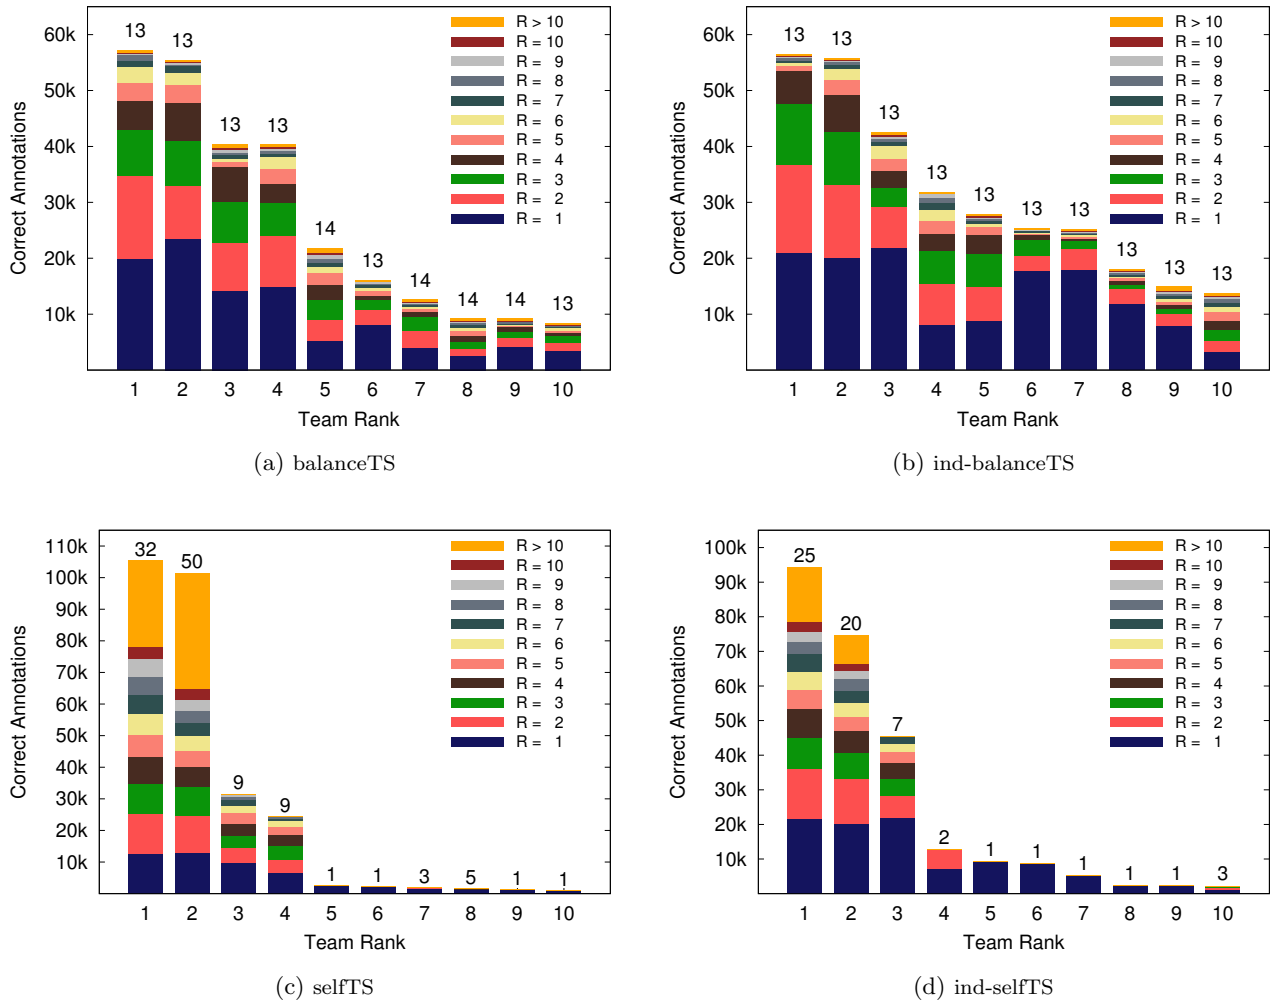 60k
50k
40k
30k
20k
10k
Correct Annotations
13
13
13
13
14
13
14
14
14
13
R > 10
R = 10
R = 9
R = 8
R = 7
R = 6
R = 5
R = 4
R = 3
R = 2
R = 1
1 2 3 4 5 6 7 8 9 10
Team Rank
(a) balanceTS
60k
50k
40k
30k
20k
10k
Correct Annotations
13
13
13
13
13
13
13
13
13
13
R > 10
R = 10
R = 9
R = 8
R = 7
R = 6
R = 5
R = 4
R = 3
R = 2
R = 1
1 2 3 4 5 6 7 8 9 10
Team Rank
(b) ind-balanceTS
110k
100k
90k
80k
70k
60k
50k
40k
30k
20k
10k
Correct Annotations
32
50
9
9
1
1
3
5
1
1
R > 10
R = 10
R = 9
R = 8
R = 7
R = 6
R = 5
R = 4
R = 3
R = 2
R = 1
1 2 3 4 5 6 7 8 9 10
Team Rank
(c) selfTS
100k
90k
80k
70k
60k
50k
40k
30k
20k
10k
Correct Annotations
25
20
7
2
1
1
1
1
1
3
R > 10
R = 10
R = 9
R = 8
R = 7
R = 6
R = 5
R = 4
R = 3
R = 2
R = 1
1 2 3 4 5 6 7 8 9 10
Team Rank
(d) ind-selfTS